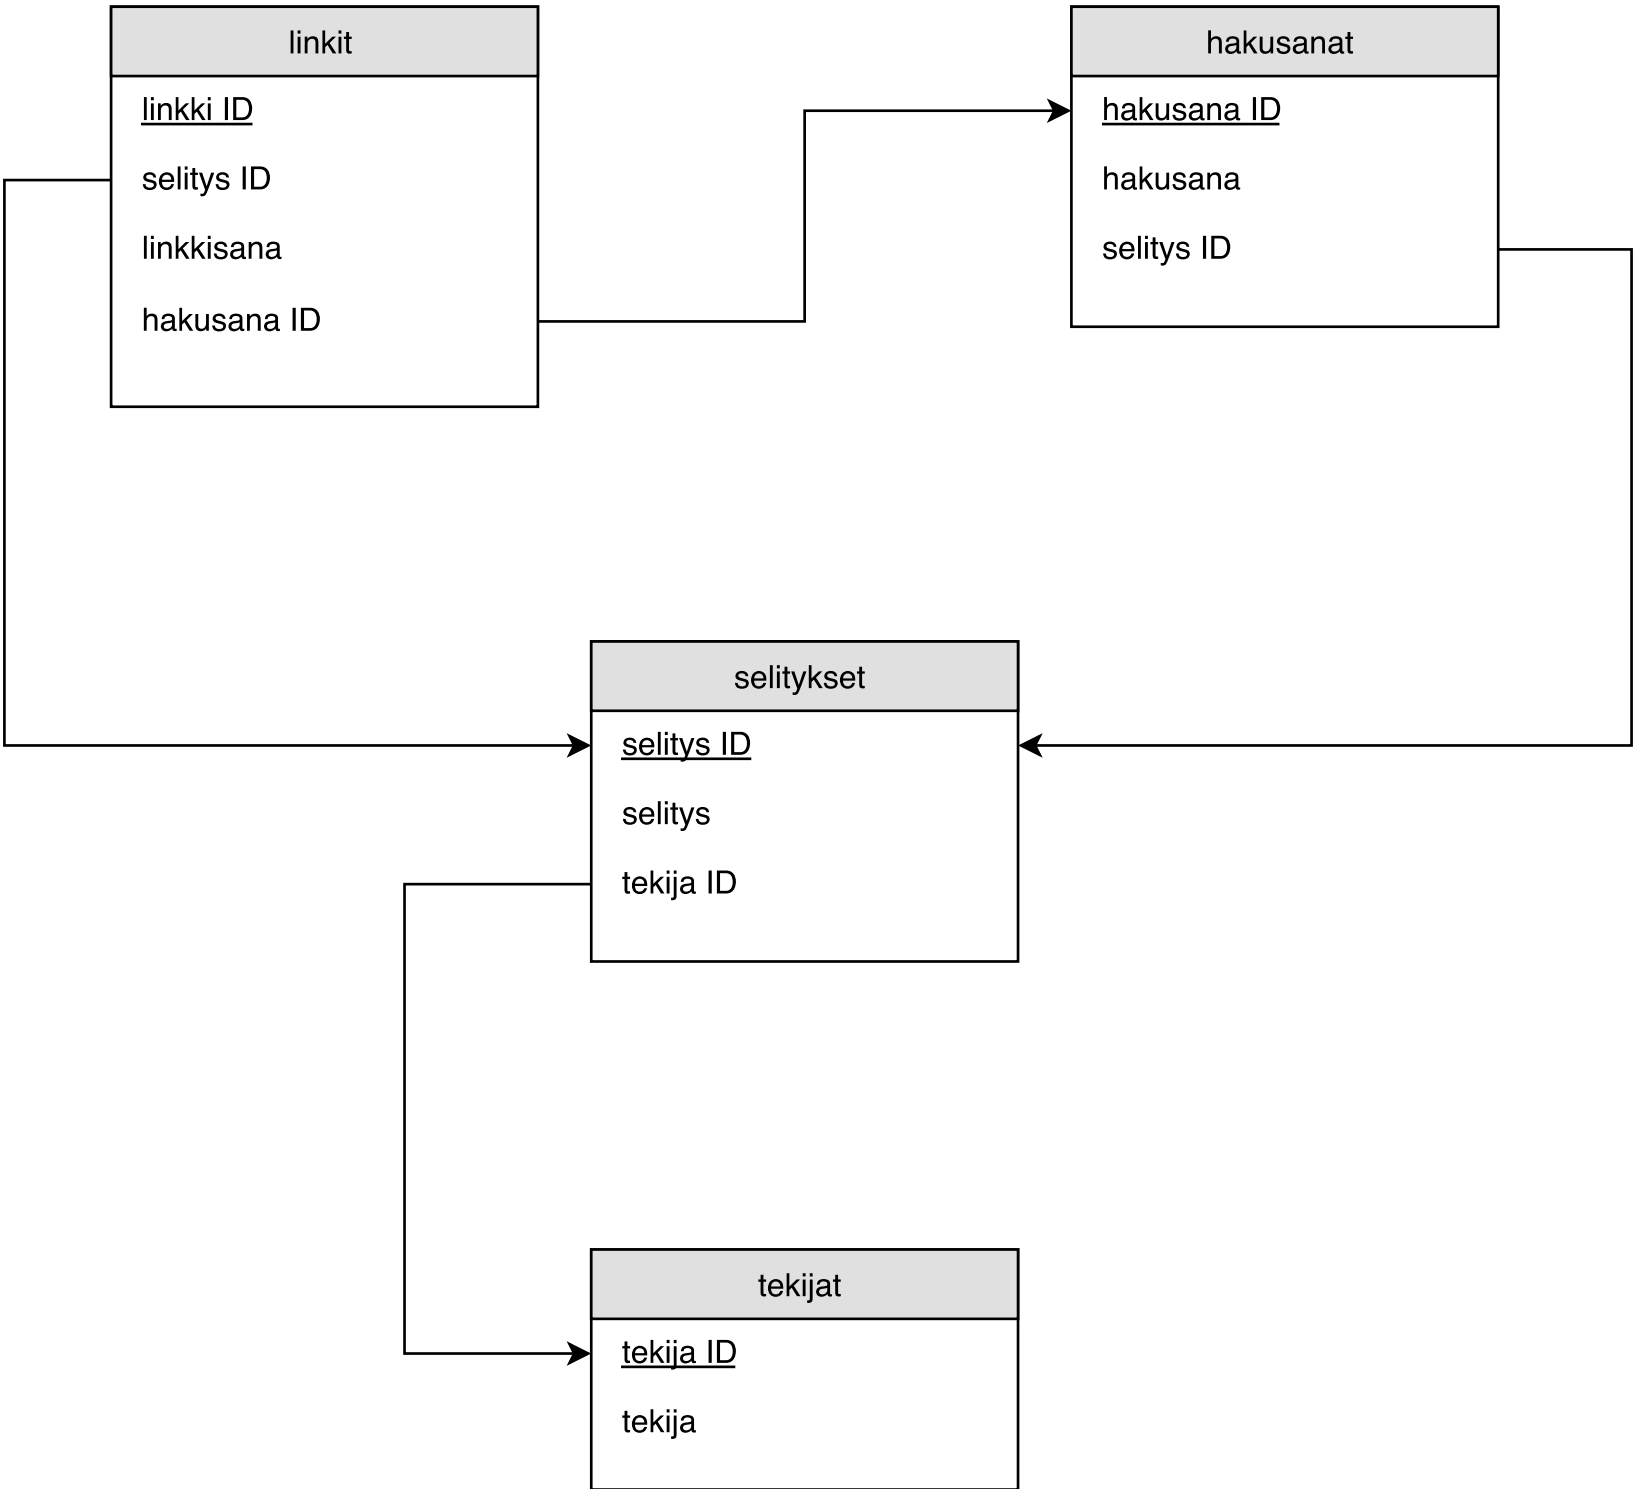 linkit
linkki ID
selitys ID
linkkisana
hakusana ID
hakusanat
hakusana ID
hakusana
selitys ID
selitykset
selitys ID
selitys
tekija ID
tekijat
tekija ID
tekija